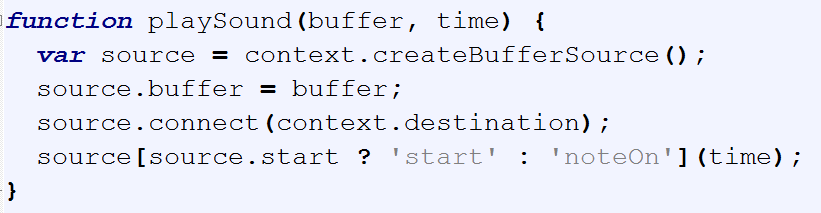 function playSound(buffer, time) {
  var source = context.createBufferSource();
  source.buffer = buffer;
  source.connect(context.destination);
  source[source.start ? 'start' : 'noteOn'](time);
}